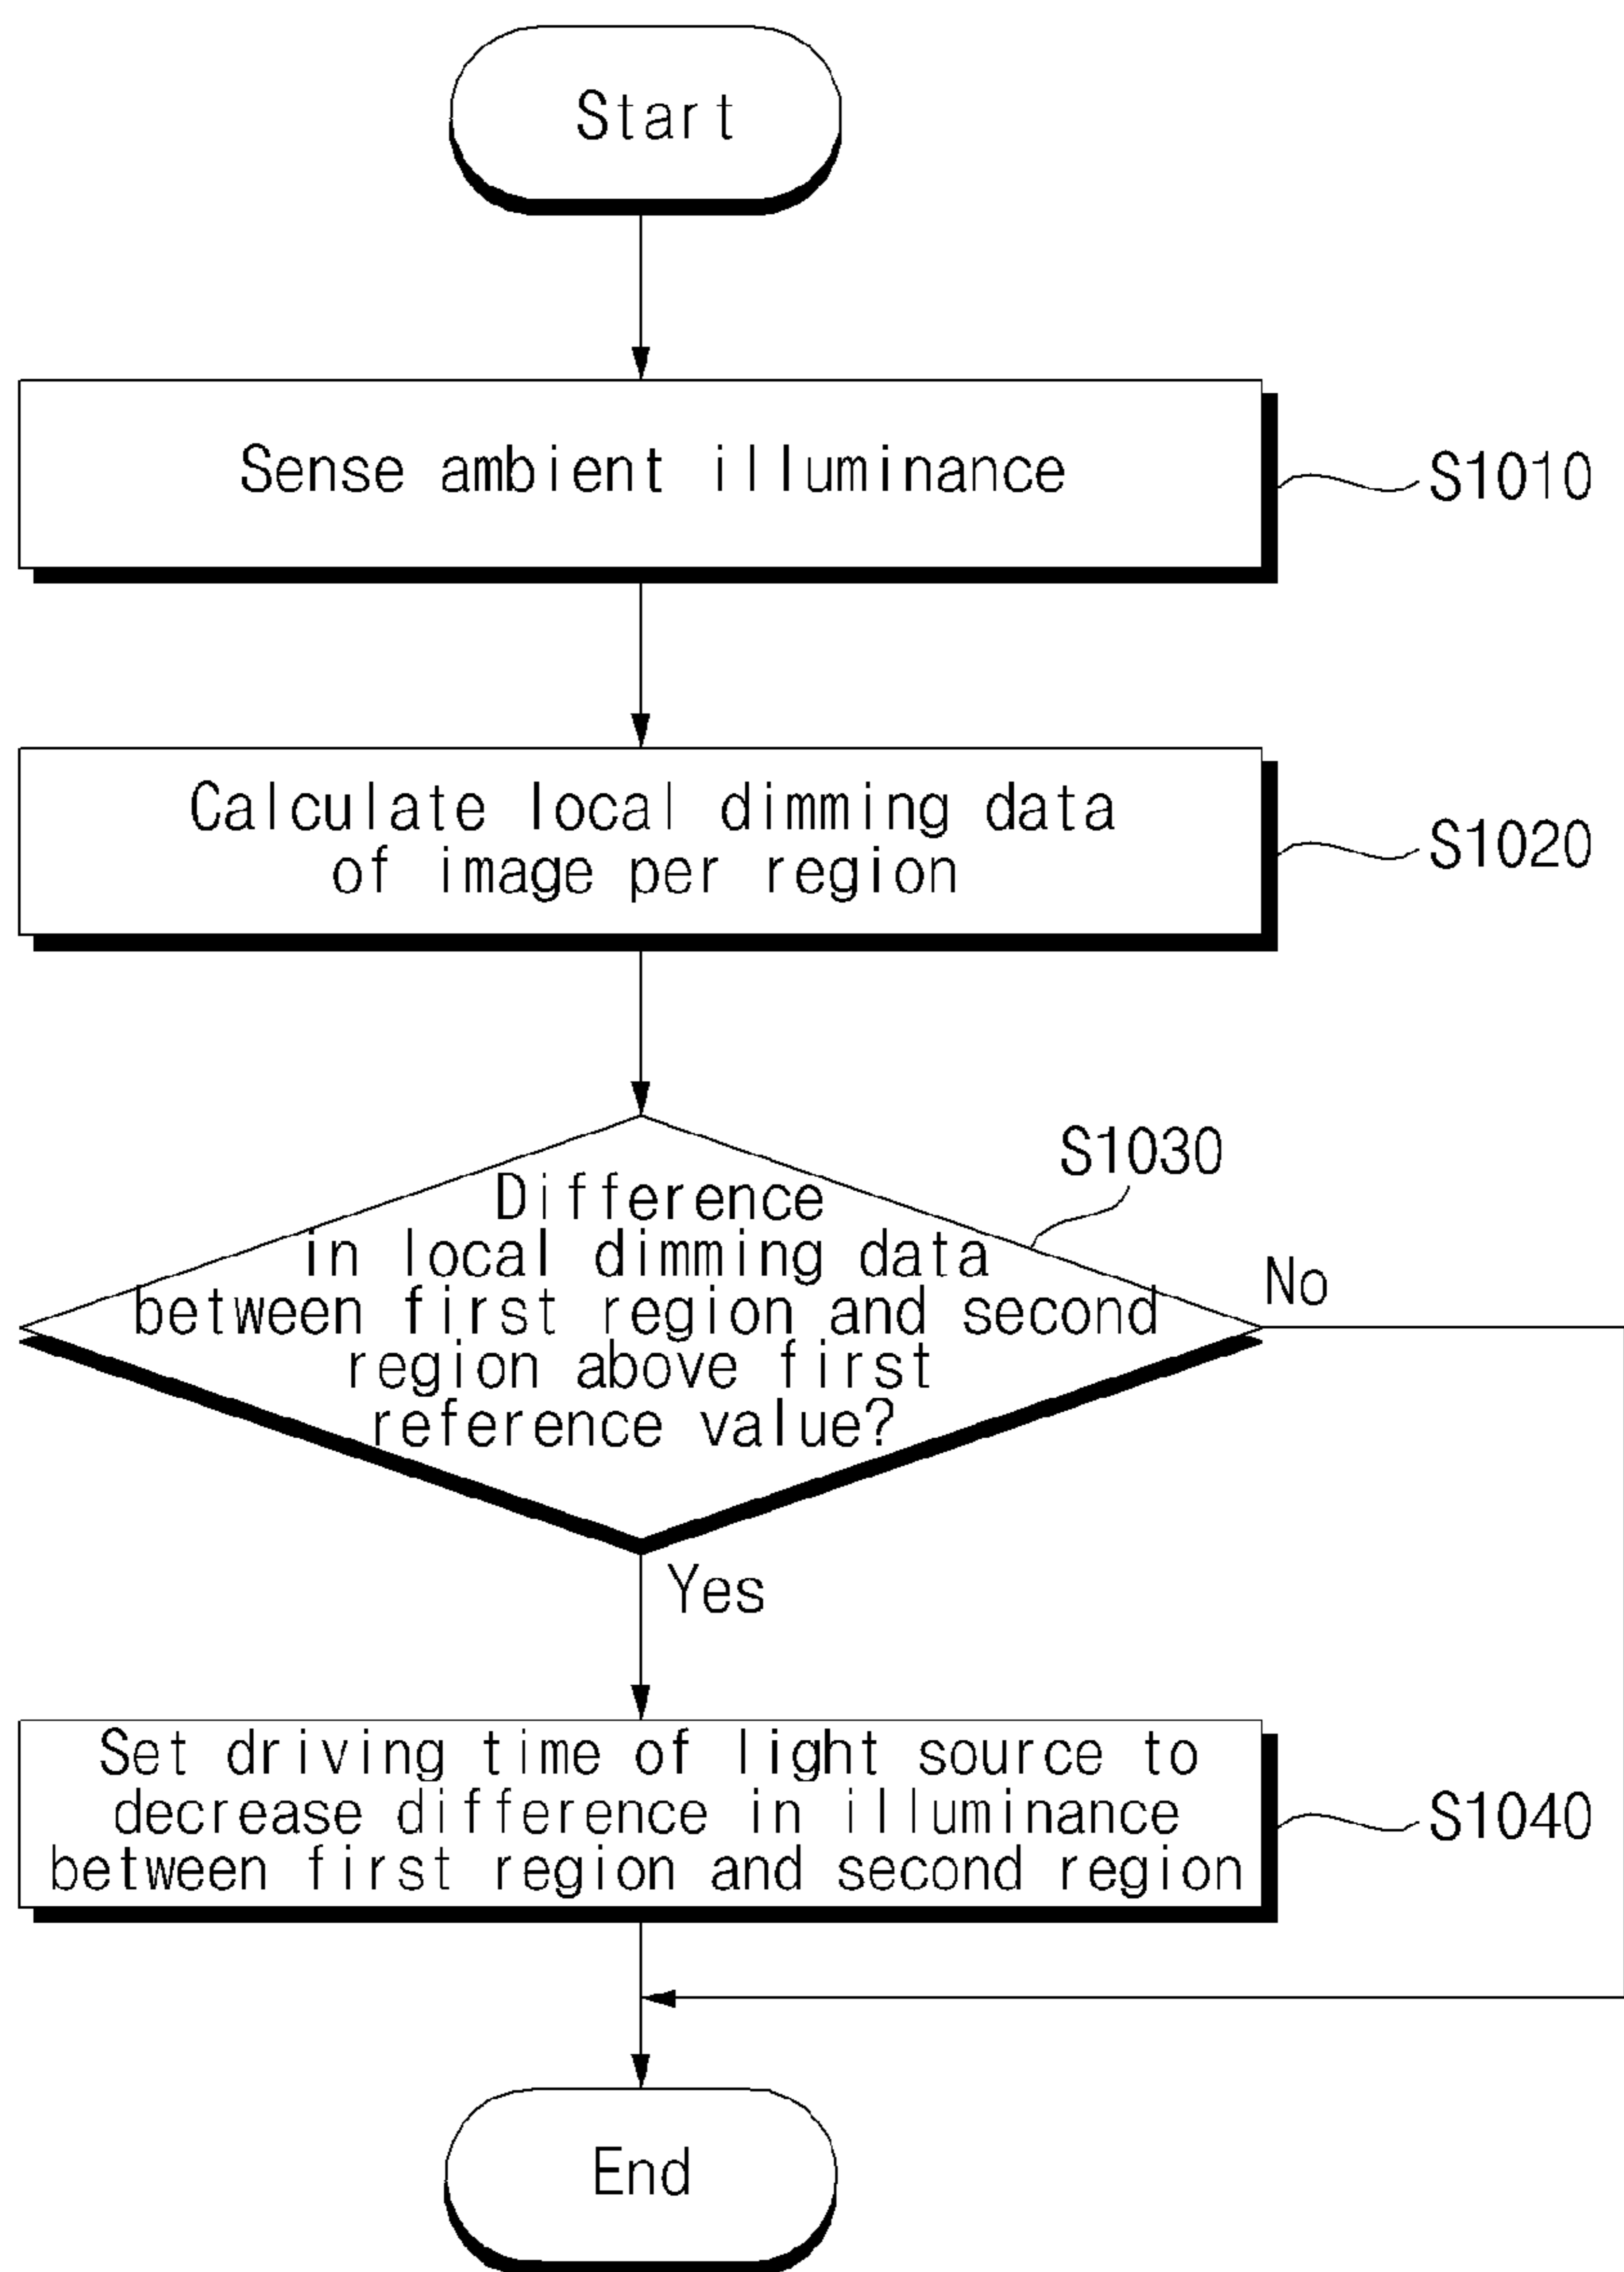 Start
Sense ambient illuminance
S1010
Calculate local dimming data
of image per region
S1020
S1030
Difference
in local dimming data
between first region and second
region above first
reference value?
No
Yes
Set driving time of light source to
decrease difference in illuminance
between first region and second region
S1040
End